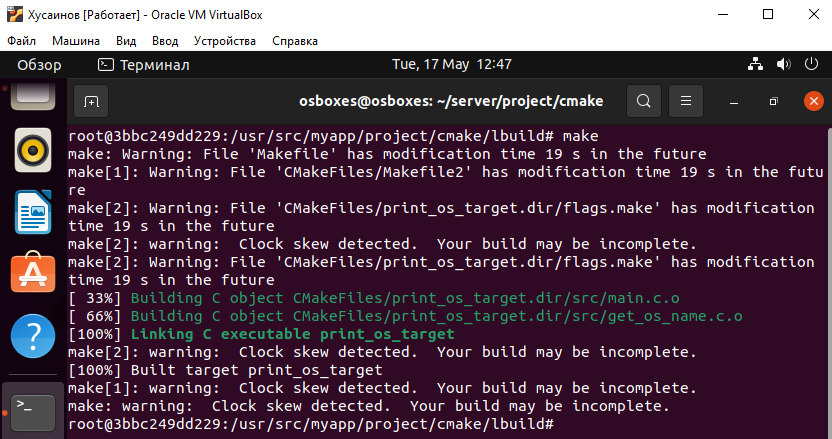 Хусаинов [Работает] - Oracle VM VirtualBox
Файл Машина Вид Ввод Устройства Справка
Обзор Терминал Tue, 17 May 12:47
osboxes@osboxes: ~/server/project/cmake
root@3bbc249dd229:/usr/src/myapp/project/cmake/lbuild# make
make: Warning: File 'Makefile' has modification time 19 s in the future
make[1]: Warning: File 'CMakeFiles/Makefile2' has modification time 19 s in the futu
re
make[2]: Warning: File 'CMakeFiles/print_os_target.dir/flags.make' has modification
time 19 s in the future
make[2]: warning:  Clock skew detected.  Your build may be incomplete.
make[2]: Warning: File 'CMakeFiles/print_os_target.dir/flags.make' has modification
time 19 s in the future
[ 33%] Building C object CMakeFiles/print_os_target.dir/src/main.c.o
[ 66%] Building C object CMakeFiles/print_os_target.dir/src/get_os_name.c.o
[100%] Linking C executable print_os_target
make[2]: warning:  Clock skew detected.  Your build may be incomplete.
[100%] Built target print_os_target
make[1]: warning:  Clock skew detected.  Your build may be incomplete.
make: warning:  Clock skew detected.  Your build may be incomplete.
root@3bbc249dd229:/usr/src/myapp/project/cmake/lbuild#